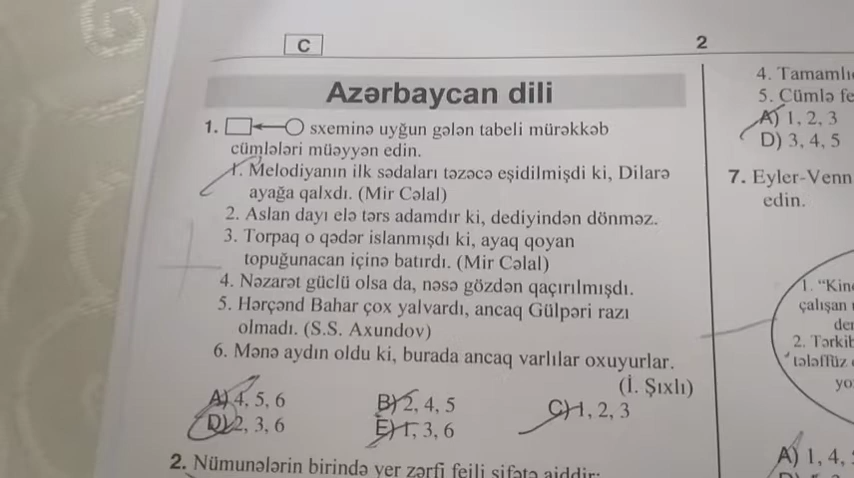 C
2
Azərbaycan dili
1. sxeminə uyğun gələn tabeli mürəkkəb
cümlələri müəyyən edin.
1. Melodiyanın ilk sədaları təzəcə eşidilmişdi ki, Dilarə
ayağa qalxdı. (Mir Cəlal)
2. Aslan dayı elə tərs adamdır ki, dediyindən dönməz.
3. Torpaq o qədər islanmışdı ki, ayaq qoyan
topuğunacan içinə batırdı. (Mir Cəlal)
4. Nəzarət güclü olsa da, nəsə gözdən qaçırılmışdı.
5. Hərçənd Bahar çox yalvardı, ancaq Gülpəri razı
olmadı. (S.S. Axundov)
6. Mənə aydın oldu ki, burada ancaq varlılar oxuyurlar.
(İ. Şıxlı)
A) 4, 5, 6 B) 2, 4, 5 C) 1, 2, 3
D) 2, 3, 6 E) 1, 3, 6
2. Nümunələrin birində yer zərfi feili sifətə aiddir:
4.
5. Cümlə
A) 1, 2, 3
D) 3, 4, 5
7. Eyler-Venn
edin.
1.
çalışan
2.
tələffüz
A) 1, 4,